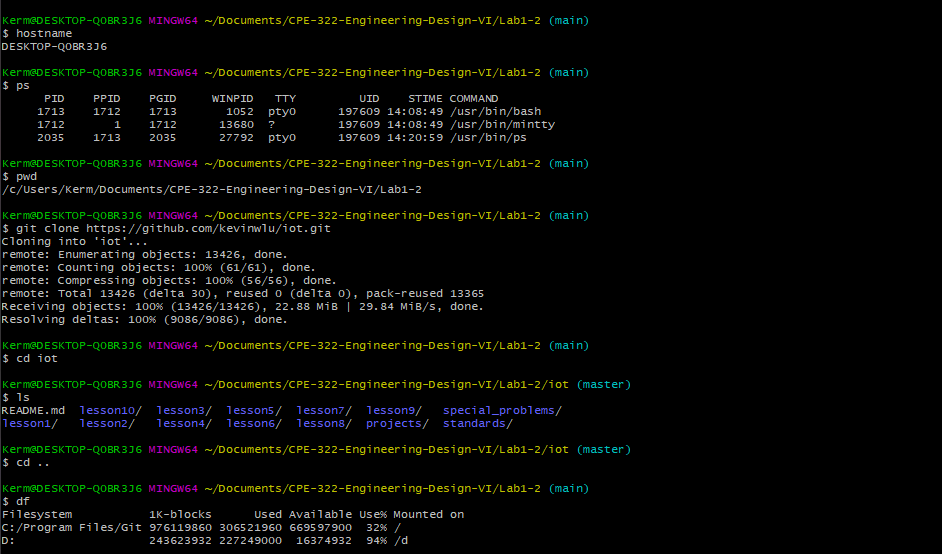 Kerm@DESKTOP-Q0BR3J6 MINGW64 ~/Documents/CPE-322-Engineering-Design-VI/Lab1-2 (main)
$ hostname
DESKTOP-Q0BR3J6
Kerm@DESKTOP-Q0BR3J6 MINGW64 ~/Documents/CPE-322-Engineering-Design-VI/Lab1-2 (main)
$ ps
      PID    PPID    PGID     WINPID   TTY         UID    STIME COMMAND
     1713    1712    1713       1052  pty0      197609 14:08:49 /usr/bin/bash
     1712       1    1712      13680  ?         197609 14:08:49 /usr/bin/mintty
     2035    1713    2035      27792  pty0      197609 14:20:59 /usr/bin/ps
Kerm@DESKTOP-Q0BR3J6 MINGW64 ~/Documents/CPE-322-Engineering-Design-VI/Lab1-2 (main)
$ pwd
/c/Users/Kerm/Documents/CPE-322-Engineering-Design-VI/Lab1-2
Kerm@DESKTOP-Q0BR3J6 MINGW64 ~/Documents/CPE-322-Engineering-Design-VI/Lab1-2 (main)
$ git clone https://github.com/kevinwlu/iot.git
Cloning into 'iot'...
remote: Enumerating objects: 13426, done.
remote: Counting objects: 100% (61/61), done.
remote: Compressing objects: 100% (56/56), done.
remote: Total 13426 (delta 30), reused 0 (delta 0), pack-reused 13365
Receiving objects: 100% (13426/13426), 22.88 MiB | 29.84 MiB/s, done.
Resolving deltas: 100% (9086/9086), done.
Kerm@DESKTOP-Q0BR3J6 MINGW64 ~/Documents/CPE-322-Engineering-Design-VI/Lab1-2 (main)
$ cd iot
Kerm@DESKTOP-Q0BR3J6 MINGW64 ~/Documents/CPE-322-Engineering-Design-VI/Lab1-2/iot (master)
$ ls
README.md  lesson10/  lesson3/  lesson5/  lesson7/  lesson9/   special_problems/
lesson1/   lesson2/   lesson4/  lesson6/  lesson8/  projects/  standards/
Kerm@DESKTOP-Q0BR3J6 MINGW64 ~/Documents/CPE-322-Engineering-Design-VI/Lab1-2/iot (master)
$ cd ..
Kerm@DESKTOP-Q0BR3J6 MINGW64 ~/Documents/CPE-322-Engineering-Design-VI/Lab1-2 (main)
$ df
Filesystem           1K-blocks      Used Available Use% Mounted on
C:/Program Files/Git 976119860 306521960 669597900  32% /
D:                   243623932 227249000  16374932  94% /d